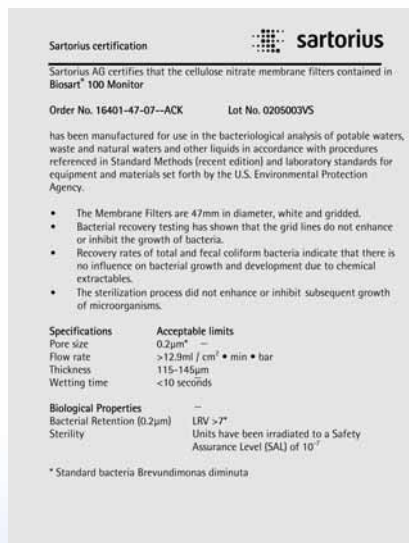 Sartorius certification
sartorius
Sartorius AG certifies that the cellulose nitrate membrane filters contained in
Biosart® 100 Monitor
Order No. 16401-47-07--ACK Lot No. 0205003VS
has been manufactured for use in the bacteriological analysis of potable waters,
waste and natural waters and other liquids in accordance with procedures
referenced in Standard Methods (recent edition) and laboratory standards for
equipment and materials set forth by the U.S. Environmental Protection
Agency.
• The Membrane Filters are 47mm in diameter, white and gridded.
• Bacterial recovery testing has shown that the grid lines do not enhance
or inhibit the growth of bacteria.
• Recovery rates of total and fecal coliform bacteria indicate that there is
no influence on bacterial growth and development due to chemical
extractables.
• The sterilization process did not enhance or inhibit subsequent growth
of microorganisms.
Specifications Acceptable limits
Pore size 0.2µm* –
Flow rate >12.9ml / cm² • min • bar
Thickness 115-145µm
Wetting time <10 seconds
Biological Properties –
Bacterial Retention (0.2µm) LRV >7*
Sterility Units have been irradiated to a Safety
Assurance Level (SAL) of 10⁻⁷
* Standard bacteria Brevundimonas diminuta